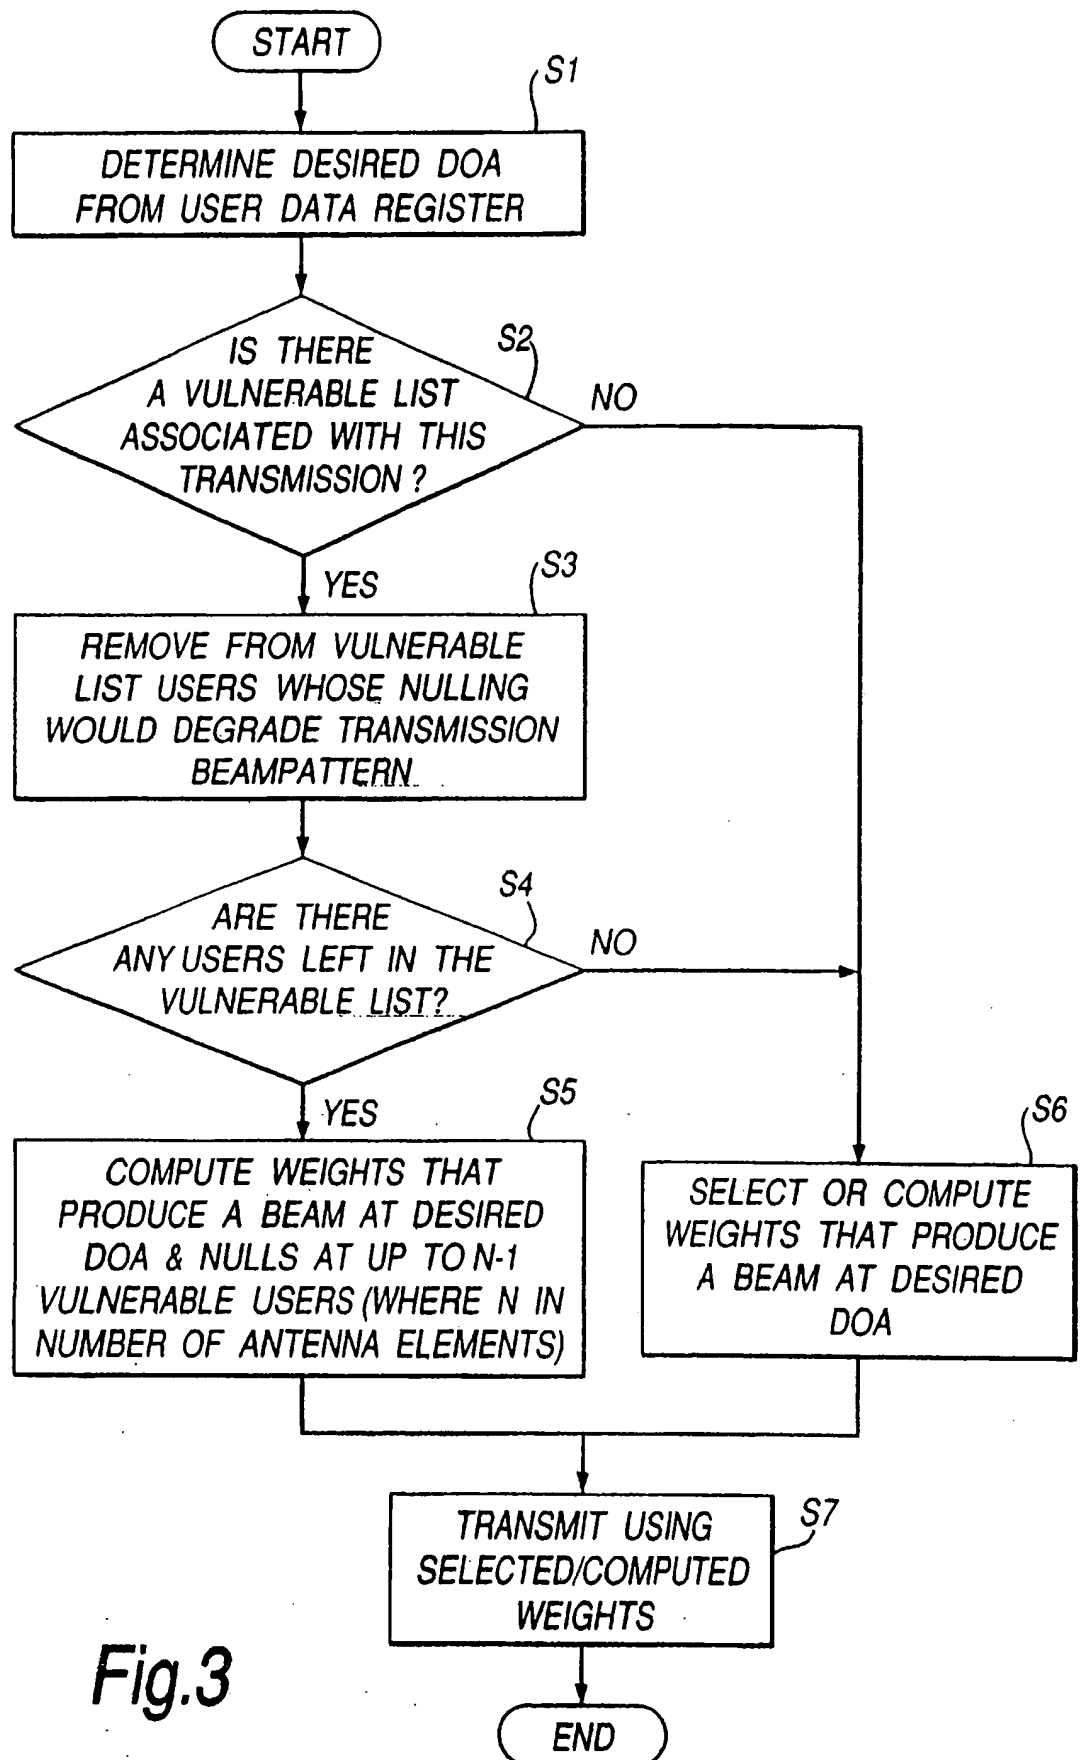 START
S1
DETERMINE DESIRED DOA
FROM USER DATA REGISTER
S2
IS THERE
A VULNERABLE LIST
ASSOCIATED WITH THIS
TRANSMISSION?
NO
YES
S3
REMOVE FROM VULNERABLE
LIST USERS WHOSE NULLING
WOULD DEGRADE TRANSMISSION
BEAMPATTERN
S4
ARE THERE
ANY USERS LEFT IN THE
VULNERABLE LIST?
NO
YES
S5
COMPUTE WEIGHTS THAT
PRODUCE A BEAM AT DESIRED
DOA & NULLS AT UP TO N-1
VULNERABLE USERS (WHERE N IN
NUMBER OF ANTENNA ELEMENTS)
S6
SELECT OR COMPUTE
WEIGHTS THAT PRODUCE
A BEAM AT DESIRED
DOA
S7
TRANSMIT USING
SELECTED/COMPUTED
WEIGHTS
Fig.3
END